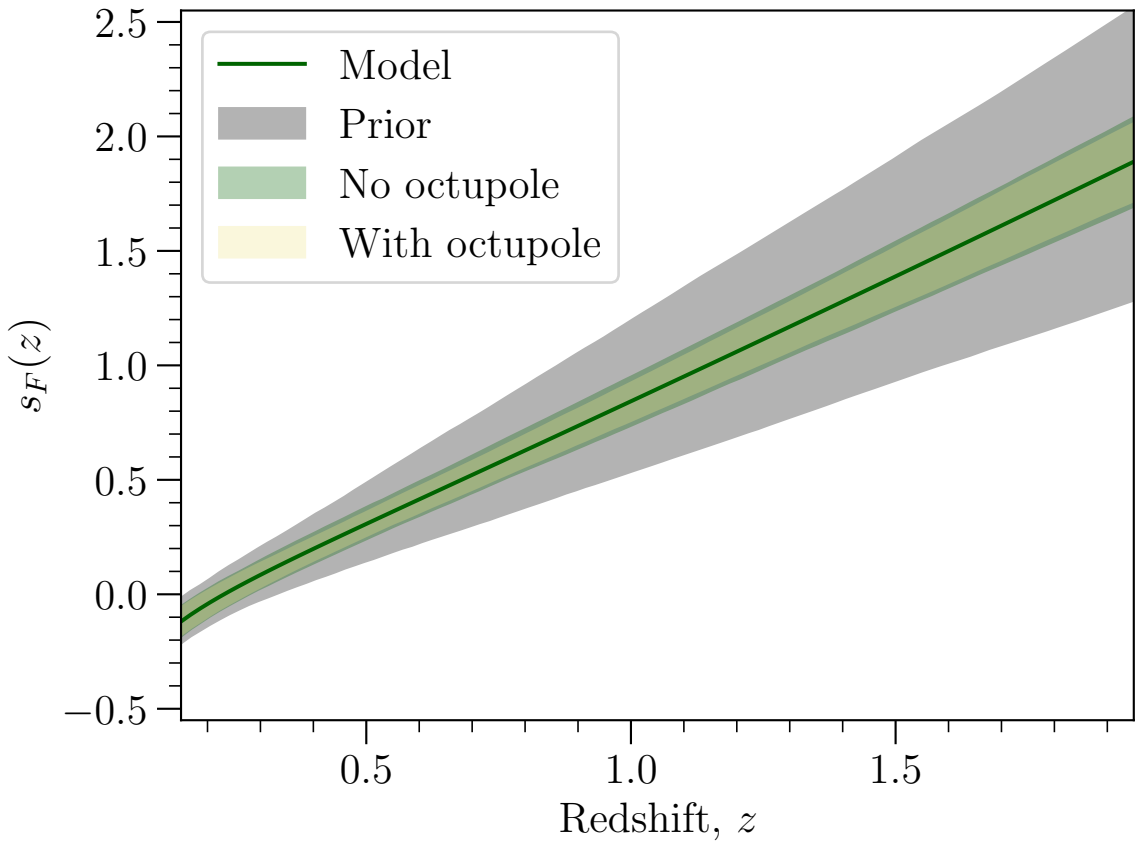 2.5
2.0
1.5
1.0
0.5
0.0
−0.5
s_F(z)
Model
Prior
No octupole
With octupole
0.5 1.0 1.5
Redshift, z